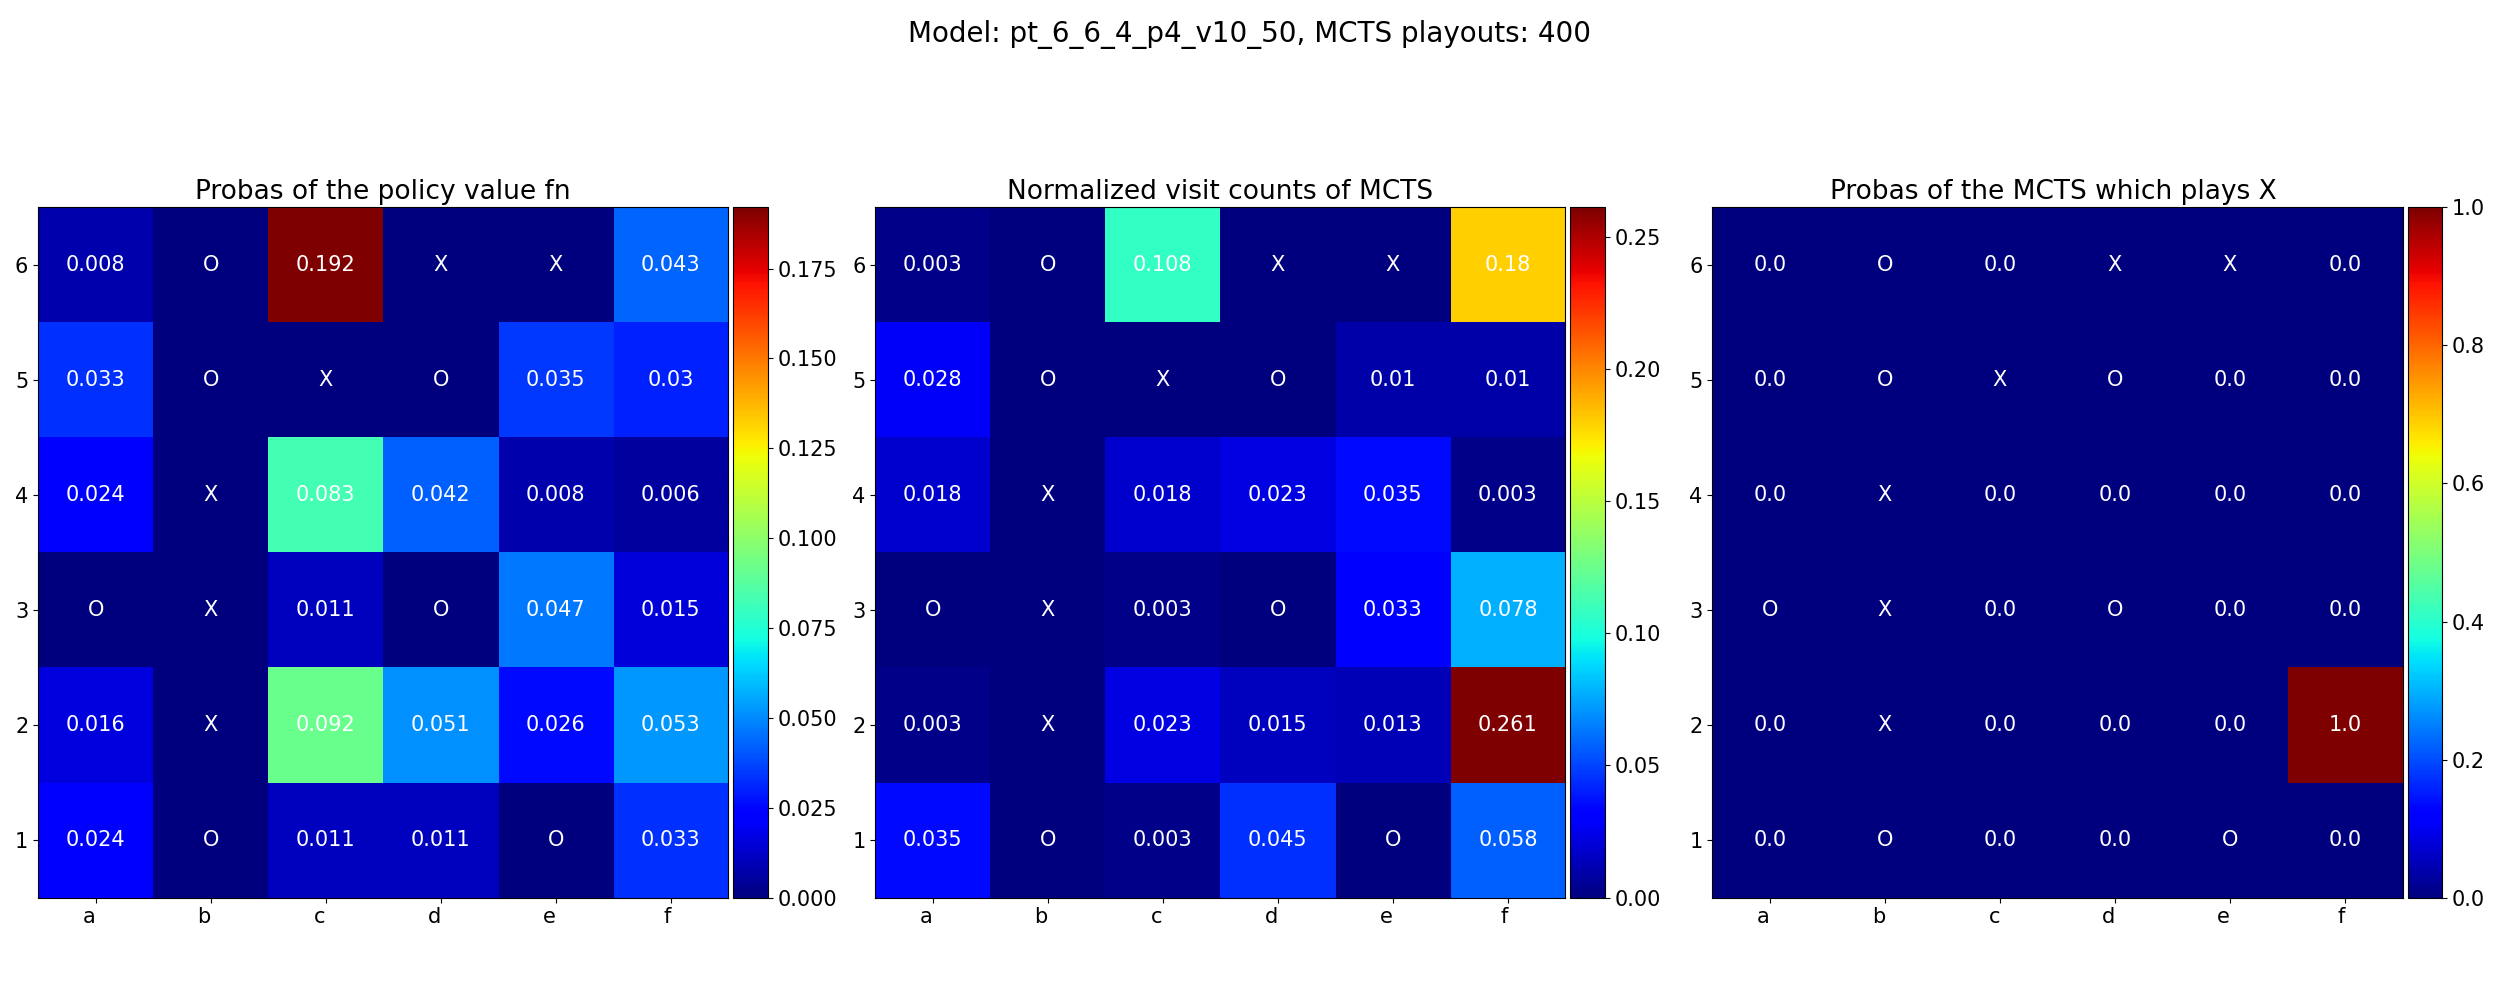 Model: pt_6_6_4_p4_v10_50, MCTS playouts: 400
Probas of the policy value fn
6 0.008 O 0.192 X X 0.043
5 0.033 O X O 0.035 0.03
4 0.024 X 0.083 0.042 0.008 0.006
3 O X 0.011 O 0.047 0.015
2 0.016 X 0.092 0.051 0.026 0.053
1 0.024 O 0.011 0.011 O 0.033
a b c d e f
0.175
0.150
0.125
0.100
0.075
0.050
0.025
0.000
Normalized visit counts of MCTS
6 0.003 O 0.108 X X 0.18
5 0.028 O X O 0.01 0.01
4 0.018 X 0.018 0.023 0.035 0.003
3 O X 0.003 O 0.033 0.078
2 0.003 X 0.023 0.015 0.013 0.261
1 0.035 O 0.003 0.045 O 0.058
a b c d e f
0.25
0.20
0.15
0.10
0.05
0.00
Probas of the MCTS which plays X
6 0.0 O 0.0 X X 0.0
5 0.0 O X O 0.0 0.0
4 0.0 X 0.0 0.0 0.0 0.0
3 O X 0.0 O 0.0 0.0
2 0.0 X 0.0 0.0 0.0 1.0
1 0.0 O 0.0 0.0 O 0.0
a b c d e f
1.0
0.8
0.6
0.4
0.2
0.0